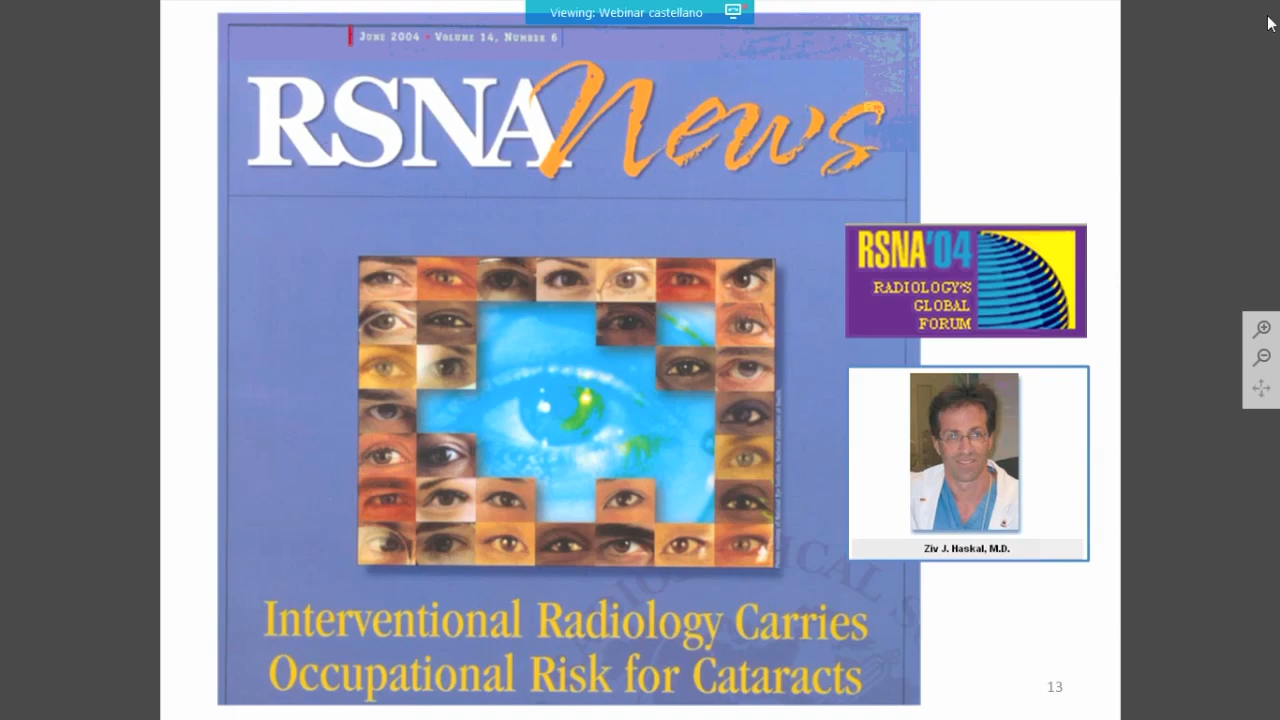 Viewing: Webinar castellano
JUNE 2004 - VOLUME 14, NUMBER 6
RSNA News
RSNA'04
RADIOLOGY'S
GLOBAL
FORUM
Ziv J. Haskal, M.D.
Interventional Radiology Carries
Occupational Risk for Cataracts
13